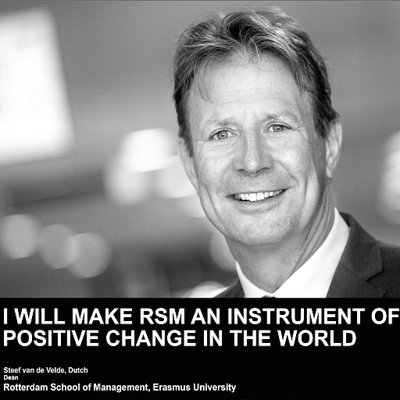 I WILL MAKE RSM AN INSTRUMENT OF
POSITIVE CHANGE IN THE WORLD
Steef van de Velde, Dutch
Dean
Rotterdam School of Management, Erasmus University